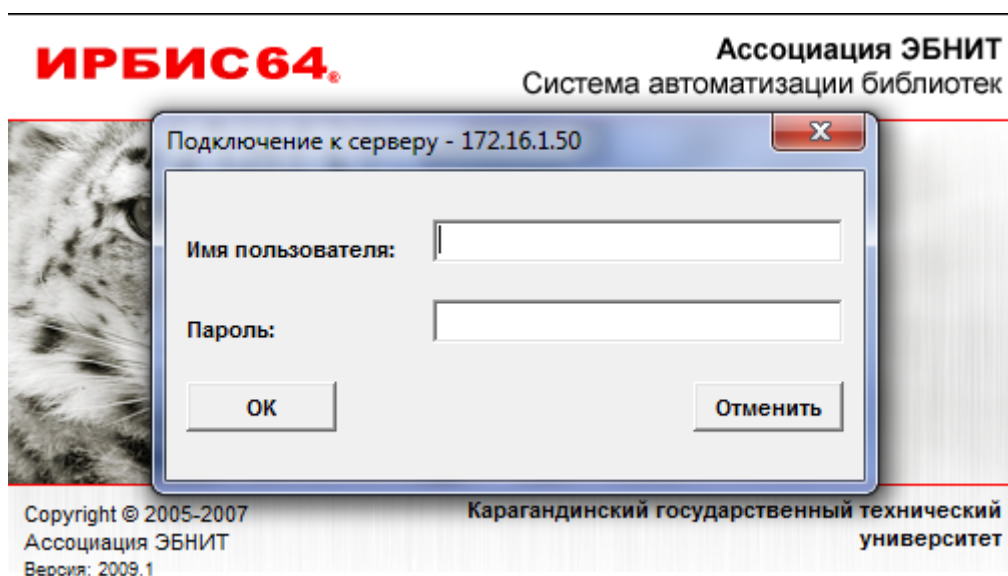 ИРБИС64®
Ассоциация ЭБНИТ
Система автоматизации библиотек
Подключение к серверу - 172.16.1.50
Имя пользователя:
Пароль:
ОК
Отменить
Copyright © 2005-2007
Ассоциация ЭБНИТ
Версия: 2009.1
Карагандинский государственный технический
университет